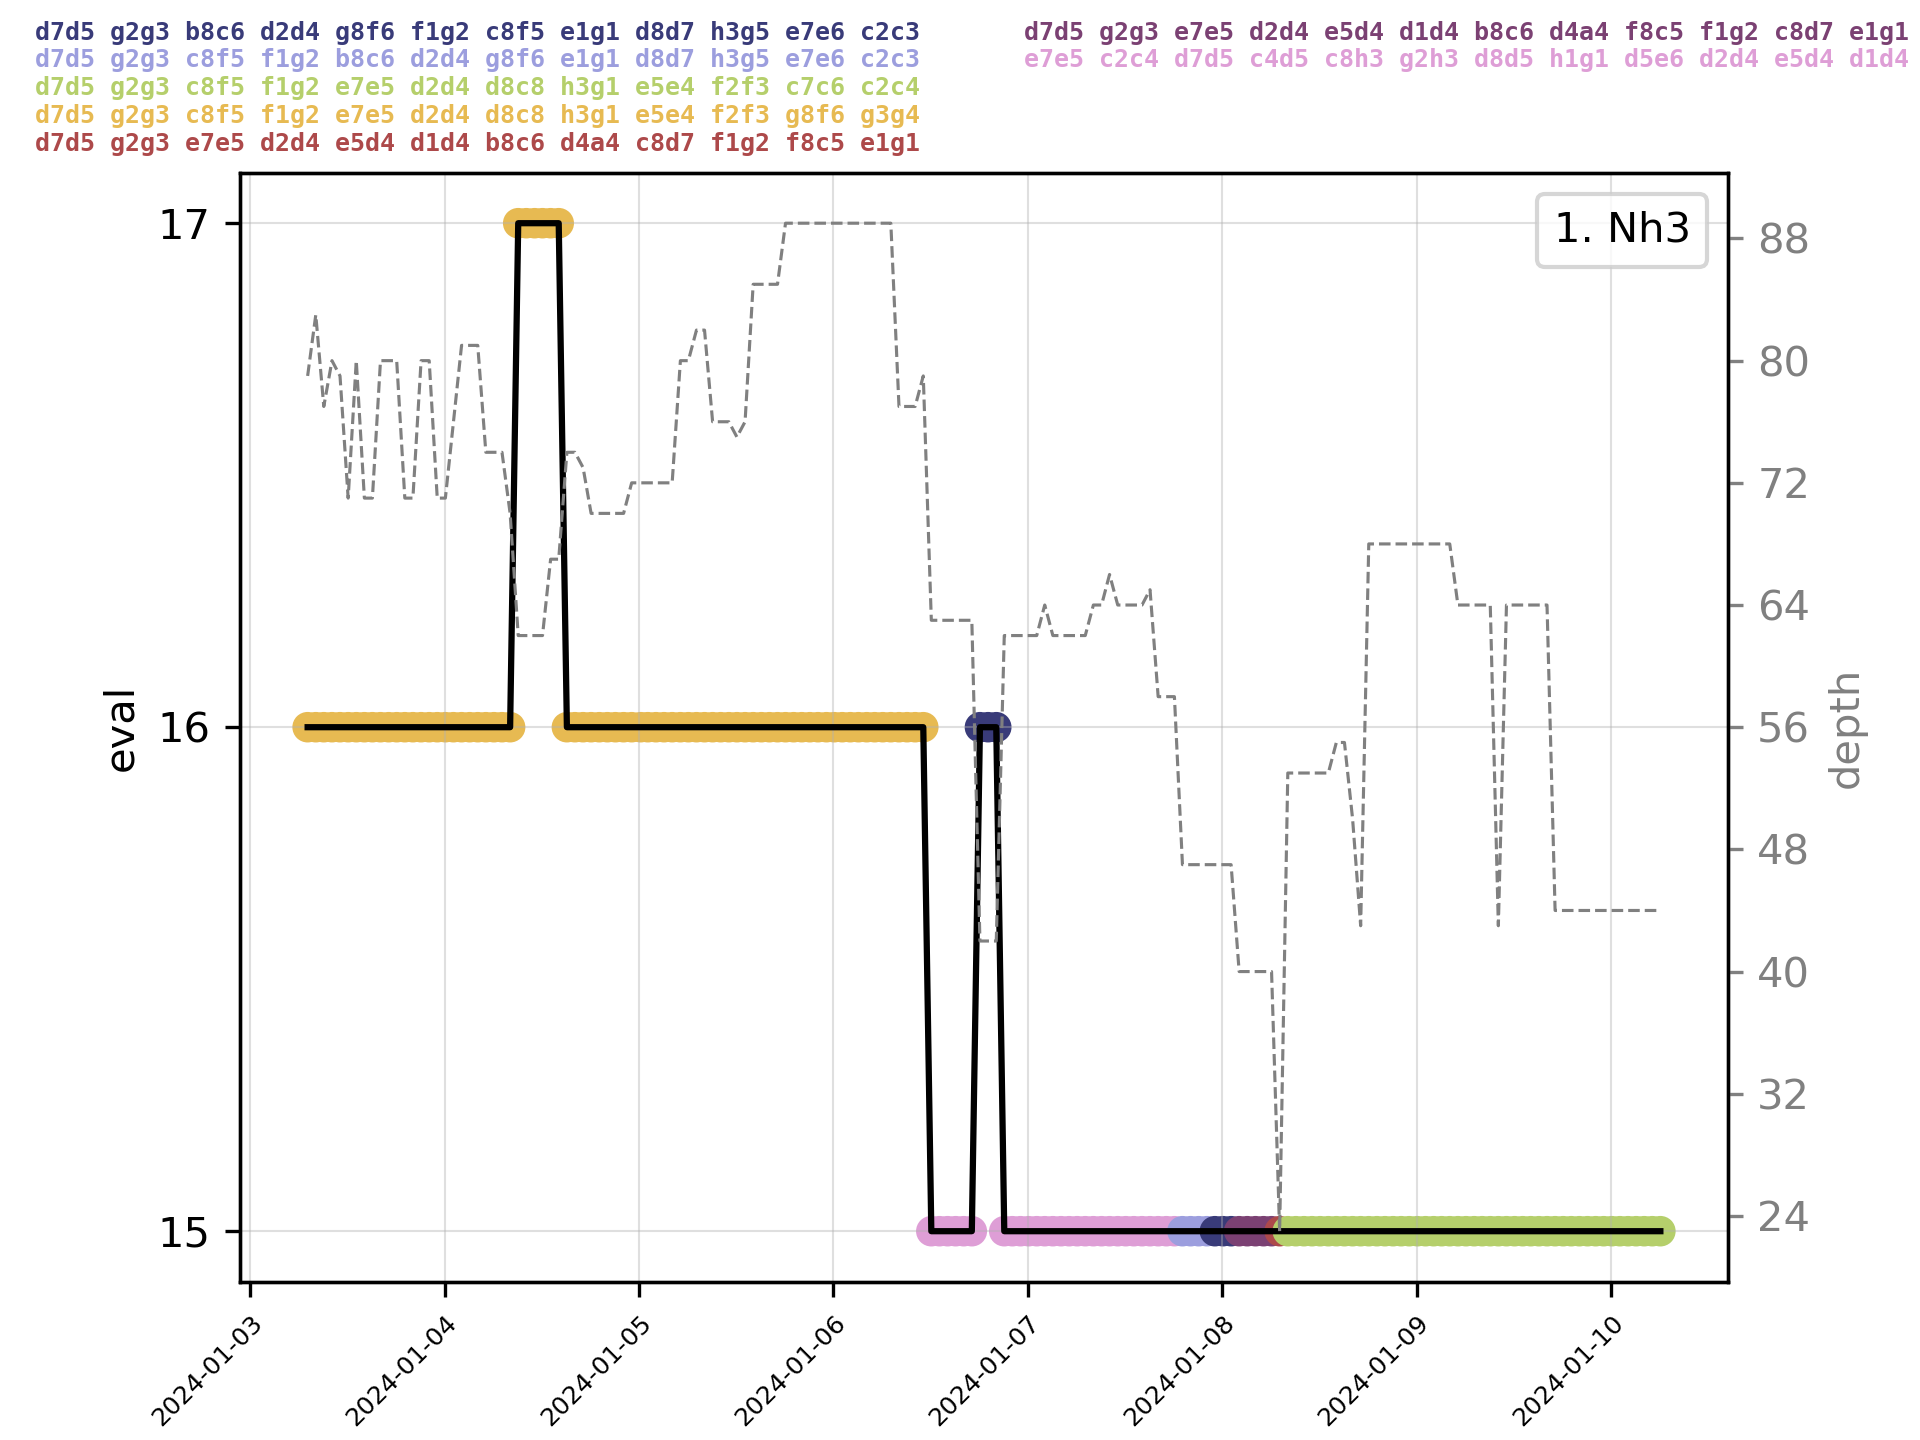 d7d5 g2g3 b8c6 d2d4 g8f6 f1g2 c8f5 e1g1 d8d7 h3g5 e7e6 c2c3
d7d5 g2g3 c8f5 f1g2 b8c6 d2d4 g8f6 e1g1 d8d7 h3g5 e7e6 c2c3
d7d5 g2g3 c8f5 f1g2 e7e5 d2d4 d8c8 h3g1 e5e4 f2f3 c7c6 c2c4
d7d5 g2g3 c8f5 f1g2 e7e5 d2d4 d8c8 h3g1 e5e4 f2f3 g8f6 g3g4
d7d5 g2g3 e7e5 d2d4 e5d4 d1d4 b8c6 d4a4 c8d7 f1g2 f8c5 e1g1
d7d5 g2g3 e7e5 d2d4 e5d4 d1d4 b8c6 d4a4 f8c5 f1g2 c8d7 e1g1
e7e5 c2c4 d7d5 c4d5 c8h3 g2h3 d8d5 h1g1 d5e6 d2d4 e5d4 d1d4
1. Nh3
17
16
15
eval
88
80
72
64
56
48
40
32
24
depth
2024-01-03
2024-01-04
2024-01-05
2024-01-06
2024-01-07
2024-01-08
2024-01-09
2024-01-10